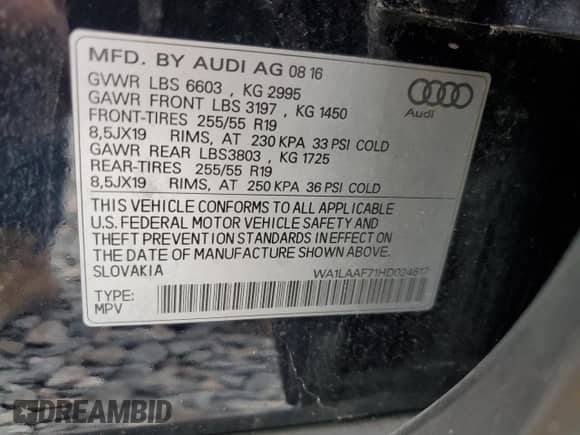 MFD. BY AUDI AG 08 16
GVWR LBS 6603 , KG 2995
GAWR FRONT LBS 3197 , KG 1450
FRONT-TIRES 255/55 R19
8,5JX19 RIMS, AT 230 KPA 33 PSI COLD
GAWR REAR LBS3803 , KG 1725
REAR-TIRES 255/55 R19
8,5JX19 RIMS, AT 250 KPA 36 PSI COLD
Audi
THIS VEHICLE CONFORMS TO ALL APPLICABLE
U.S. FEDERAL MOTOR VEHICLE SAFETY AND
THEFT PREVENTION STANDARDS IN EFFECT ON
THE DATE OF MANUFACTURE SHOWN ABOVE.
SLOVAKIA WA1LAAF71HD024817
TYPE:
MPV
DREAMBID